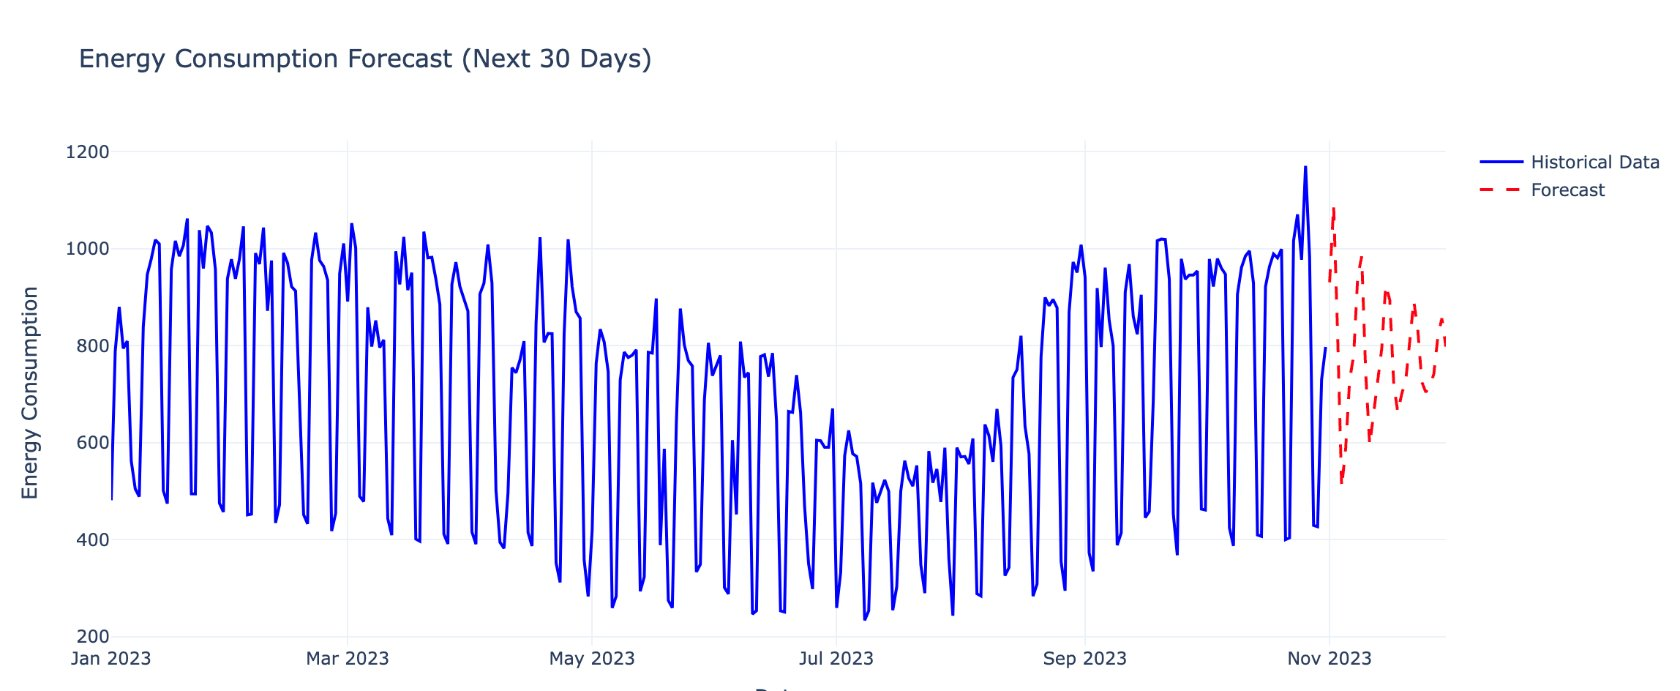 Energy Consumption Forecast (Next 30 Days)
1200
1000
800
600
400
200
Energy Consumption
Jan 2023
Mar 2023
May 2023
Jul 2023
Sep 2023
Nov 2023
Historical Data
Forecast